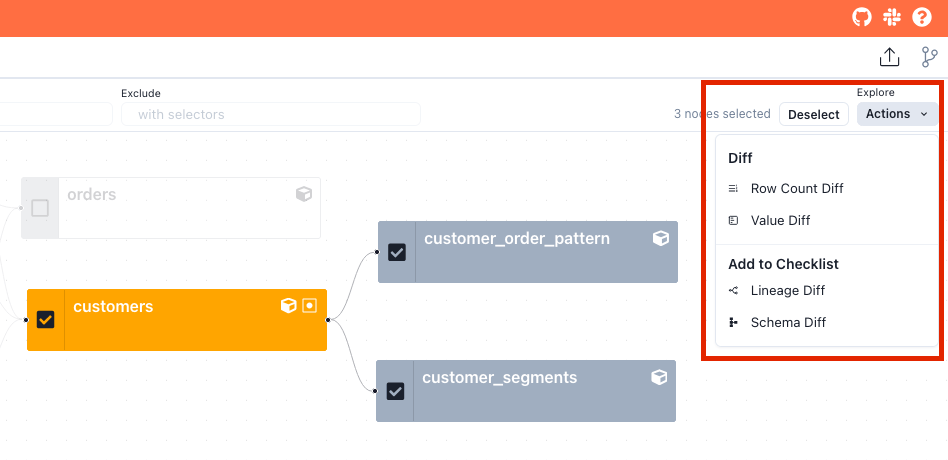 Exclude
with selectors
3 nodes selected
Deselect
Explore
Actions
Diff
Row Count Diff
Value Diff
Add to Checklist
Lineage Diff
Schema Diff
orders
customers
customer_order_pattern
customer_segments